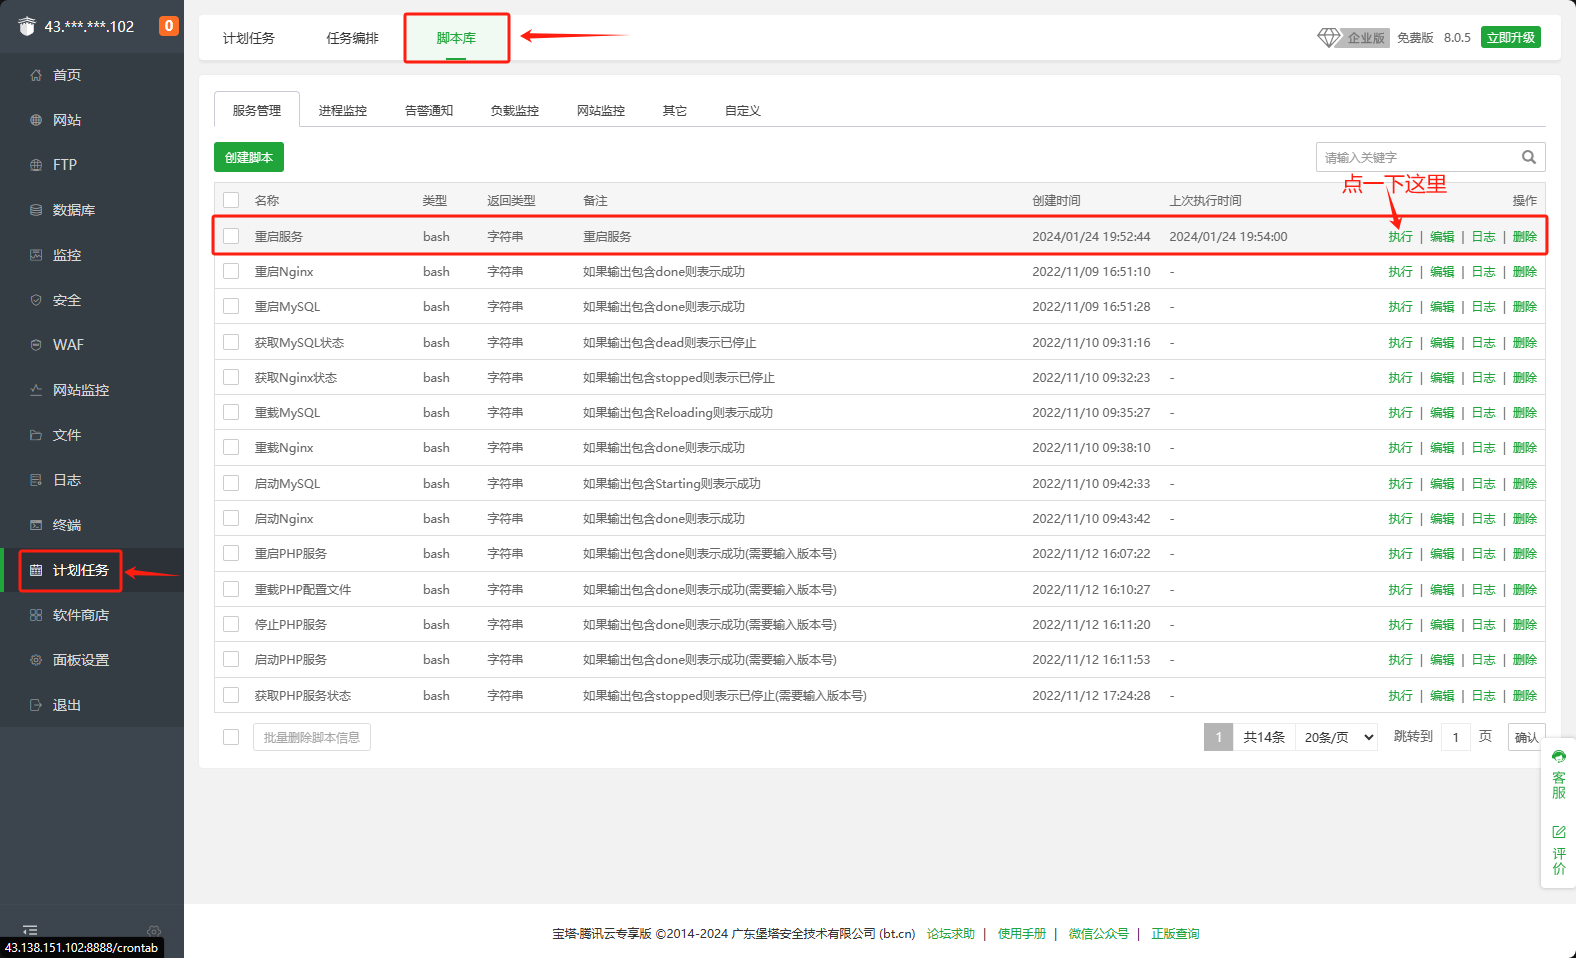 43.***.***.102
0
首页
网站
FTP
数据库
监控
安全
WAF
网站监控
文件
日志
终端
计划任务
软件商店
面板设置
退出
43.138.151.102:8888/crontab
计划任务 任务编排 脚本库
企业版 免费版 8.0.5 立即升级
服务管理 进程监控 告警通知 负载监控 网站监控 其它 自定义
创建脚本
请输入关键字
点一下这里
名称 类型 返回类型 备注 创建时间 上次执行时间 操作
重启服务 bash 字符串 重启服务 2024/01/24 19:52:44 2024/01/24 19:54:00 执行 | 编辑 | 日志 | 删除
重启Nginx bash 字符串 如果输出包含done则表示成功 2022/11/09 16:51:10 - 执行 | 编辑 | 日志 | 删除
重启MySQL bash 字符串 如果输出包含done则表示成功 2022/11/09 16:51:28 - 执行 | 编辑 | 日志 | 删除
获取MySQL状态 bash 字符串 如果输出包含dead则表示已停止 2022/11/10 09:31:16 - 执行 | 编辑 | 日志 | 删除
获取Nginx状态 bash 字符串 如果输出包含stopped则表示已停止 2022/11/10 09:32:23 - 执行 | 编辑 | 日志 | 删除
重载MySQL bash 字符串 如果输出包含Reloading则表示成功 2022/11/10 09:35:27 - 执行 | 编辑 | 日志 | 删除
重载Nginx bash 字符串 如果输出包含done则表示成功 2022/11/10 09:38:10 - 执行 | 编辑 | 日志 | 删除
启动MySQL bash 字符串 如果输出包含Starting则表示成功 2022/11/10 09:42:33 - 执行 | 编辑 | 日志 | 删除
启动Nginx bash 字符串 如果输出包含done则表示成功 2022/11/10 09:43:42 - 执行 | 编辑 | 日志 | 删除
重启PHP服务 bash 字符串 如果输出包含done则表示成功(需要输入版本号) 2022/11/12 16:07:22 - 执行 | 编辑 | 日志 | 删除
重载PHP配置文件 bash 字符串 如果输出包含done则表示成功(需要输入版本号) 2022/11/12 16:10:27 - 执行 | 编辑 | 日志 | 删除
停止PHP服务 bash 字符串 如果输出包含done则表示成功(需要输入版本号) 2022/11/12 16:11:20 - 执行 | 编辑 | 日志 | 删除
启动PHP服务 bash 字符串 如果输出包含done则表示成功(需要输入版本号) 2022/11/12 16:11:53 - 执行 | 编辑 | 日志 | 删除
获取PHP服务状态 bash 字符串 如果输出包含stopped则表示已停止(需要输入版本号) 2022/11/12 17:24:28 - 执行 | 编辑 | 日志 | 删除
批量删除脚本信息
1 共14条 20条/页 跳转到 1 页 确认
客服
评价
宝塔·腾讯云专享版 ©2014-2024 广东堡塔安全技术有限公司 (bt.cn) 论坛求助 | 使用手册 | 微信公众号 | 正版查询